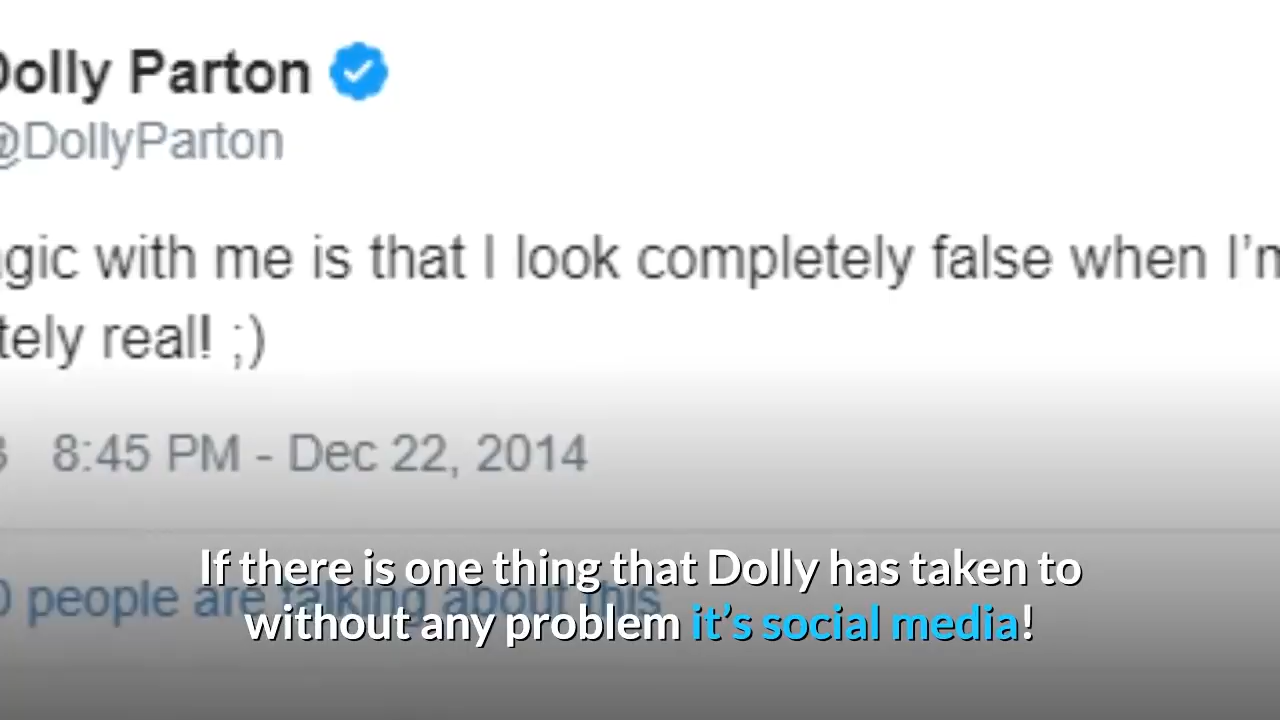 Dolly Parton
@DollyParton
with me is that I look completely false when I'm
real! ;)
8:45 PM - Dec 22, 2014
people are talking about this
If there is one thing that Dolly has taken to
without any problem it's social media!